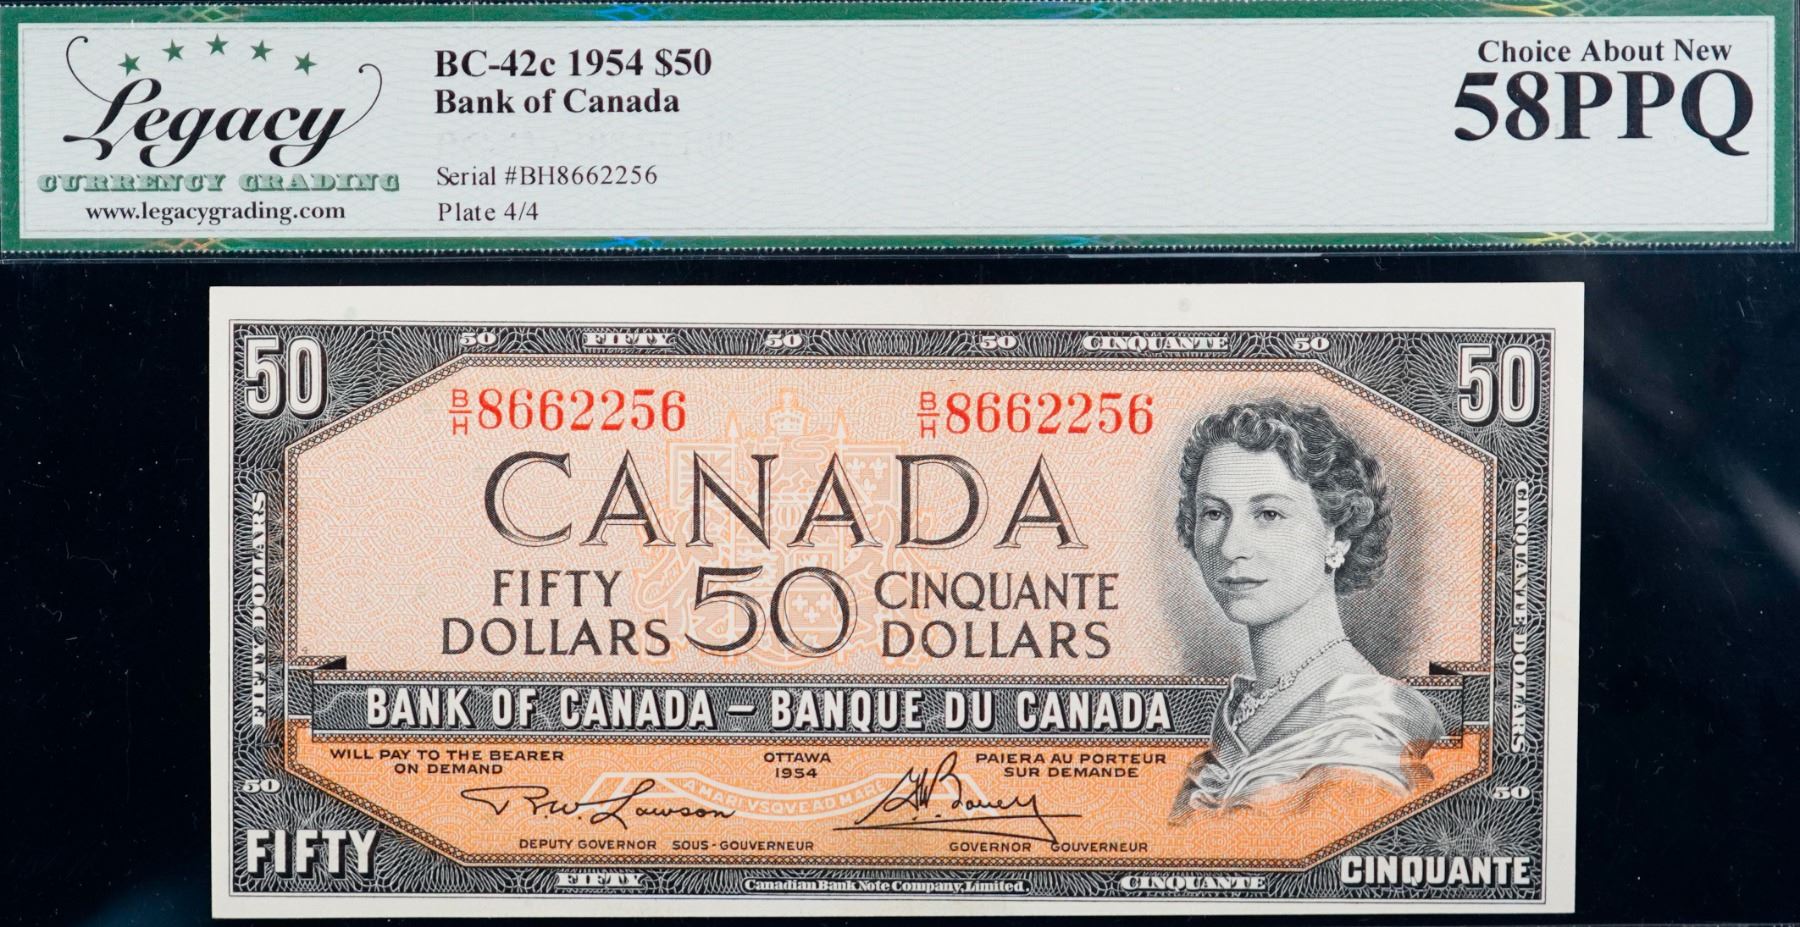 Legacy
CURRENCY GRADING
www.legacygrading.com
BC-42c 1954 $50
Bank of Canada
Serial #BH8662256
Plate 4/4
Choice About New
58PPQ
50 FIFTY 50 50 CINQUANTE 50
50 50
B/H 8662256 B/H 8662256
CANADA
FIFTY DOLLARS 50 CINQUANTE DOLLARS
FIFTY DOLLARS
CINQUANTE DOLLARS
4
BANK OF CANADA – BANQUE DU CANADA
WILL PAY TO THE BEARER ON DEMAND
OTTAWA
1954
PAIERA AU PORTEUR SUR DEMANDE
A MARI VSQVE AD MARE
R.W. Lawson
DEPUTY GOVERNOR SOUS-GOUVERNEUR
GOVERNOR GOUVERNEUR
50 50
FIFTY CINQUANTE
FIFTY Canadian Bank Note Company, Limited. CINQUANTE